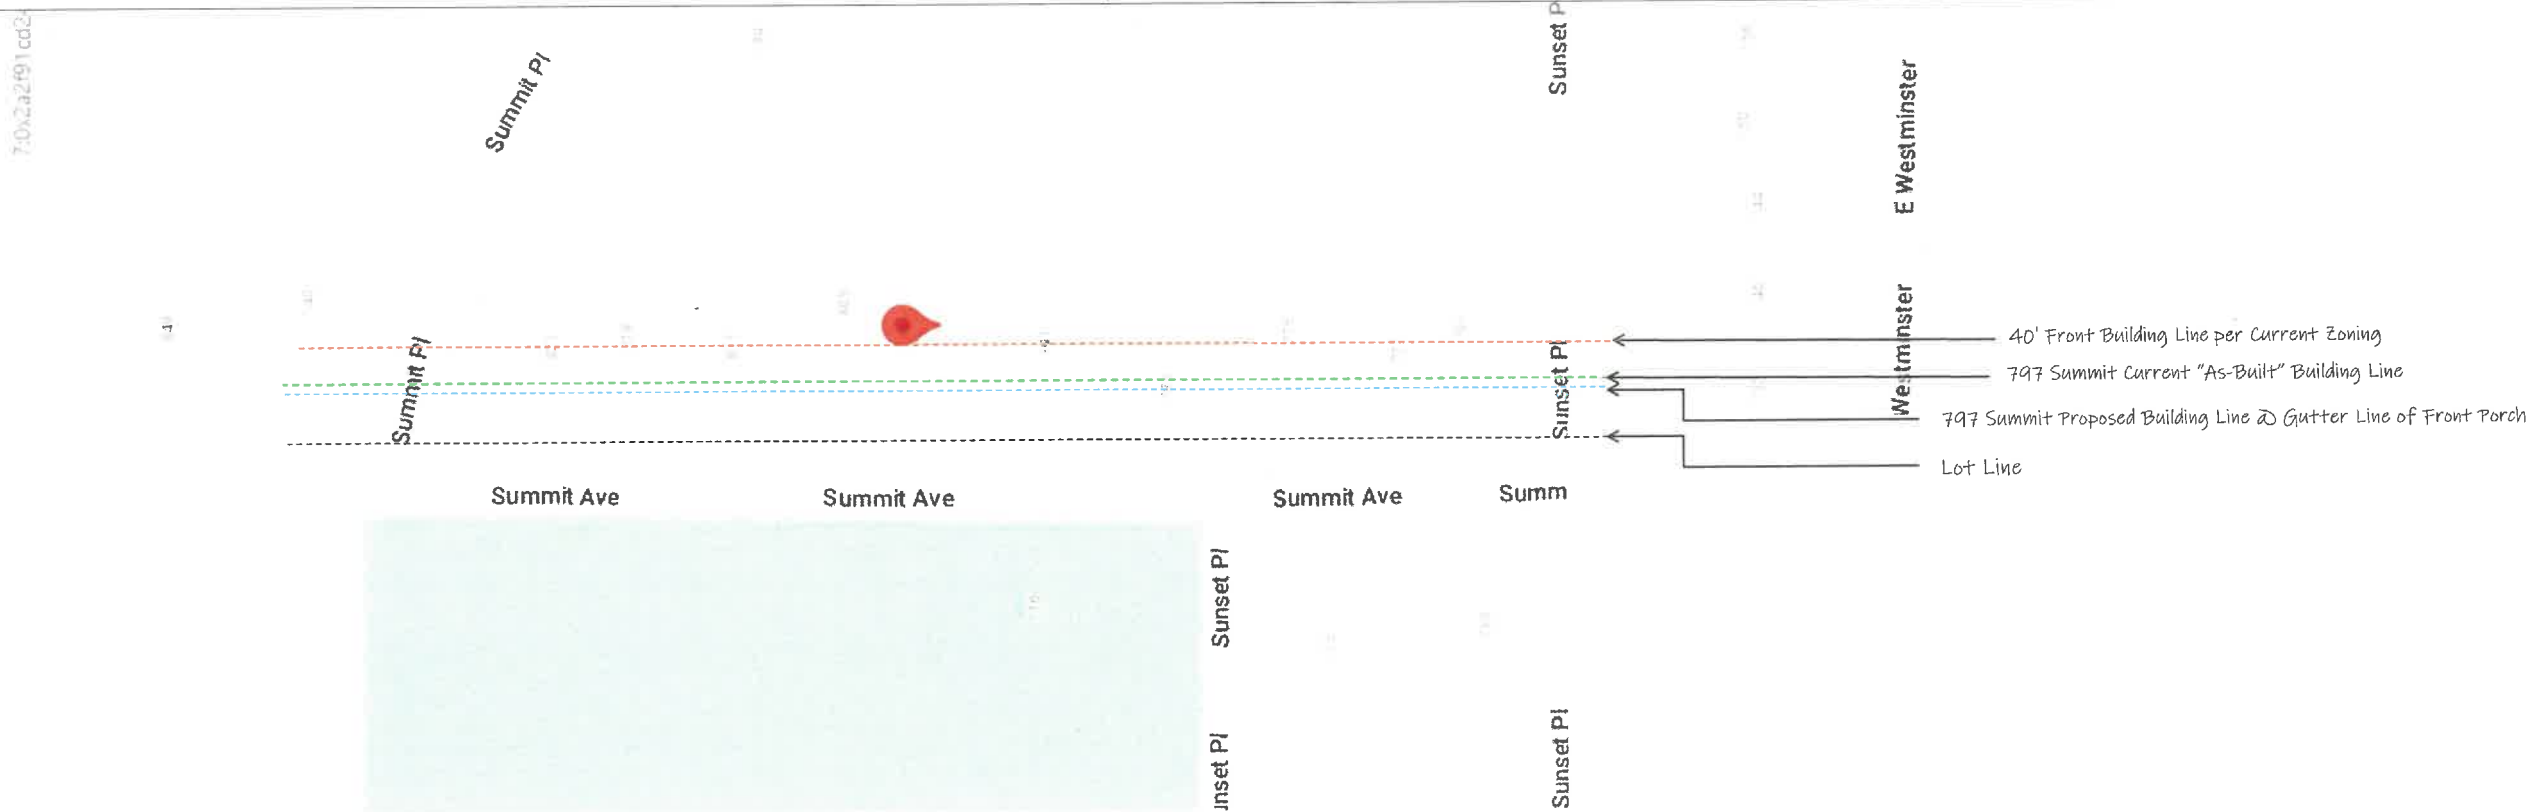 7:0x2a2f91cd24
Summit Pl
Sunset P
E Westminster
Summit Pl
Sunset Pl
Westminster
40' Front Building Line per Current Zoning
797 Summit Current "As-Built" Building Line
797 Summit Proposed Building Line @ Gutter Line of Front Porch
Lot Line
Summit Ave
Summit Ave
Summit Ave
Summ
Sunset Pl
unset Pl
Sunset Pl